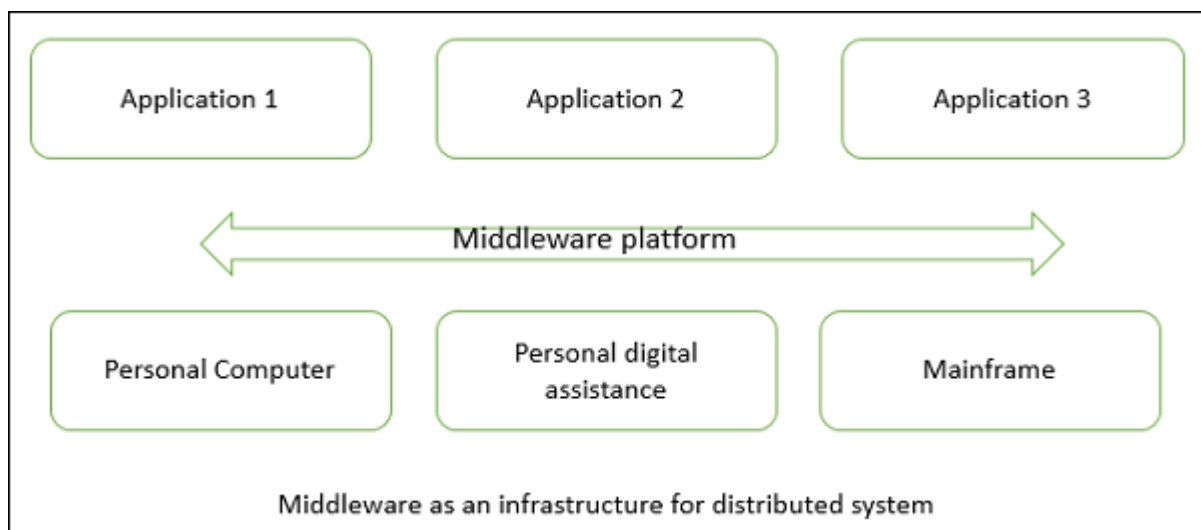 Application 1
Application 2
Application 3
Middleware platform
Personal Computer
Personal digital
assistance
Mainframe
Middleware as an infrastructure for distributed system